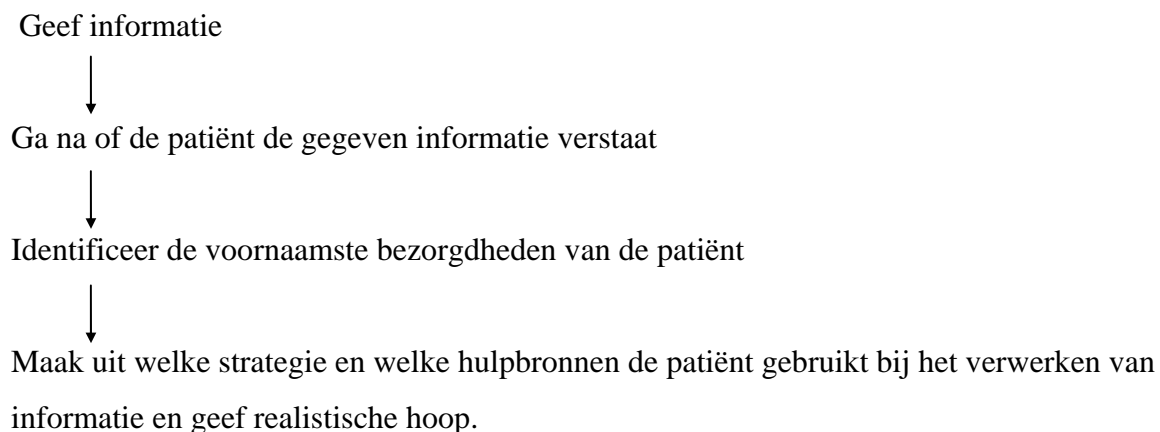 Geef informatie
Ga na of de patiënt de gegeven informatie verstaat
Identificeer de voornaamste bezorgdheden van de patiënt
Maak uit welke strategie en welke hulpbronnen de patiënt gebruikt bij het verwerken van
informatie en geef realistische hoop.